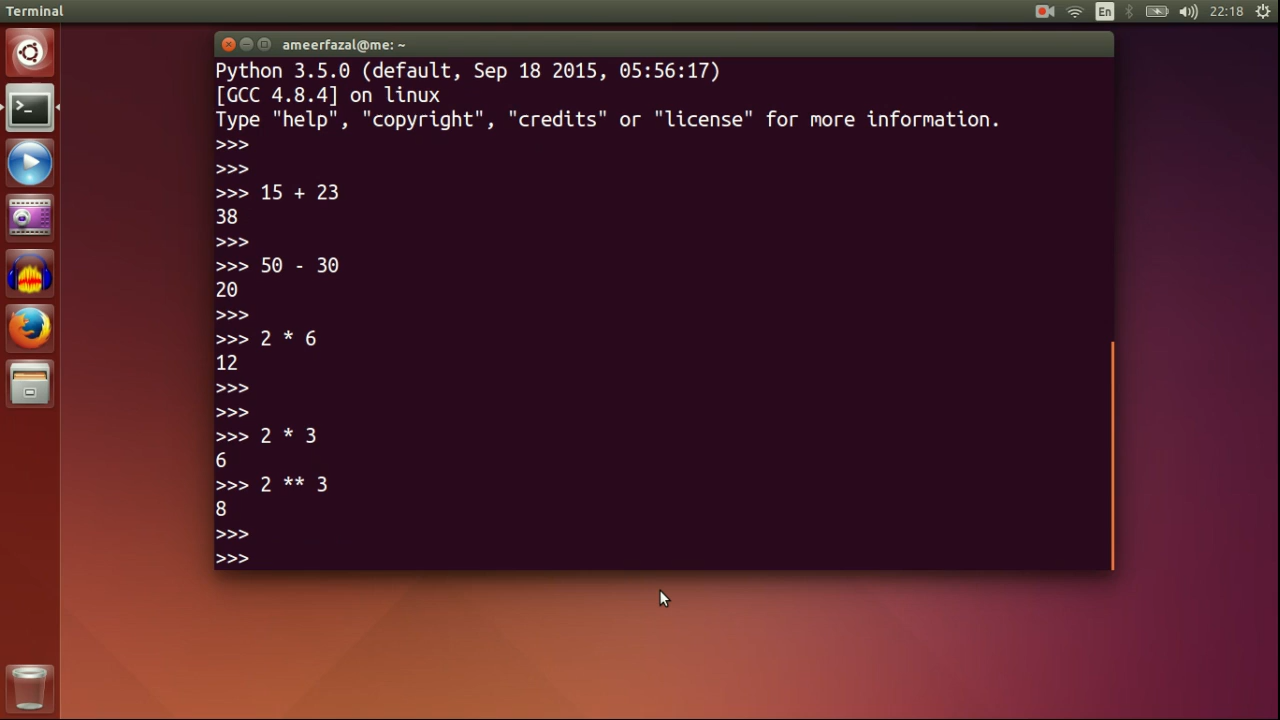 Terminal
En
22:18
ameerfazal@me: ~
Python 3.5.0 (default, Sep 18 2015, 05:56:17)
[GCC 4.8.4] on linux
Type "help", "copyright", "credits" or "license" for more information.
>>>
>>>
>>> 15 + 23
38
>>>
>>> 50 - 30
20
>>>
>>> 2 * 6
12
>>>
>>>
>>> 2 * 3
6
>>> 2 ** 3
8
>>>
>>>